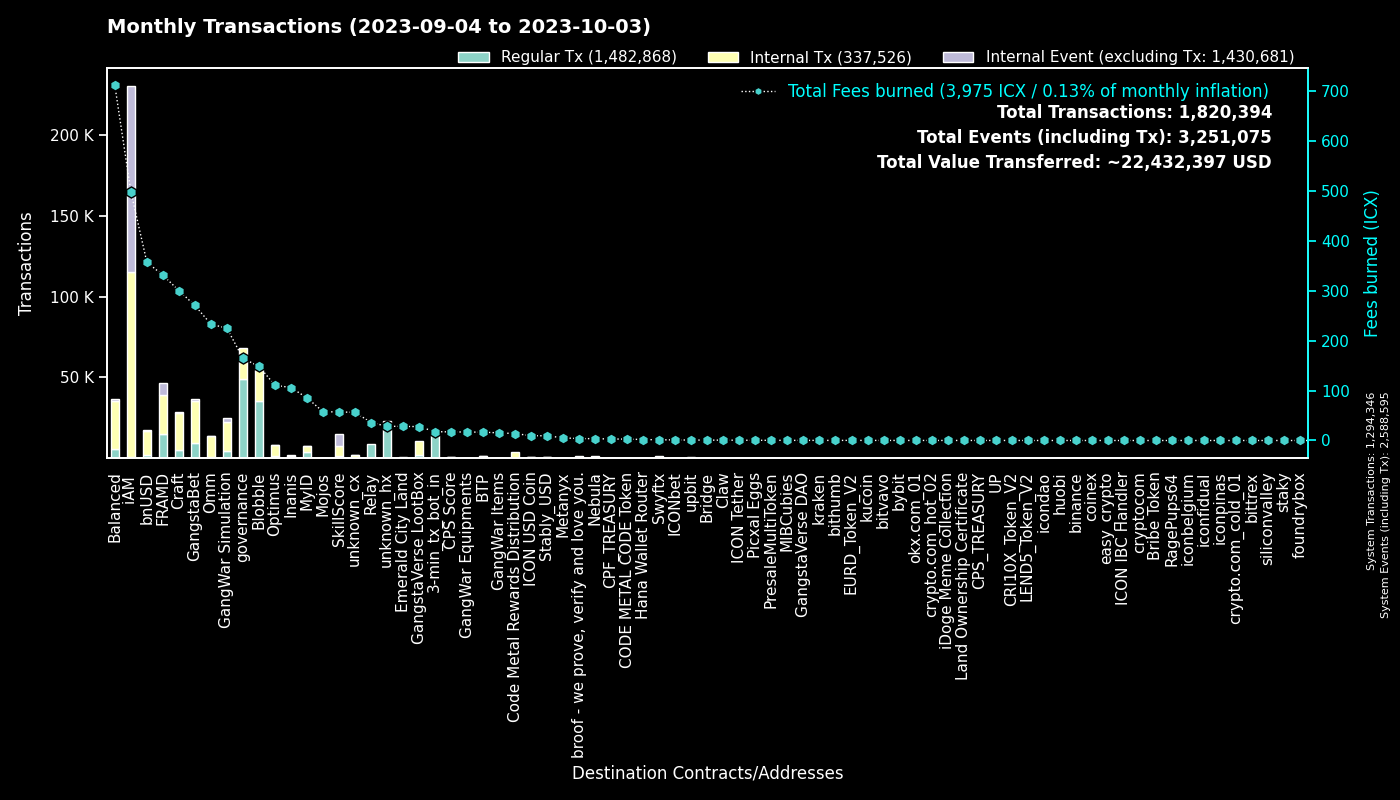 Monthly Transactions (2023-09-04 to 2023-10-03)
Regular Tx (1,482,868)
Internal Tx (337,526)
Internal Event (excluding Tx: 1,430,681)
Total Fees burned (3,975 ICX / 0.13% of monthly inflation)
Total Transactions: 1,820,394
Total Events (including Tx): 3,251,075
Total Value Transferred: ~22,432,397 USD
Transactions
200 K
150 K
100 K
50 K
700
600
500
400
300
200
100
0
Fees burned (ICX)
System Transactions: 1,294,346
System Events (including Tx): 2,588,595
Balanced
iAM
bnUSD
FRAMD
Craft
GangstaBet
Omm
GangWar Simulation
governance
Blobble
Optimus
Inanis
MyID
Mojos
SkillScore
unknown_cx
Relay
unknown_hx
Emerald City Land
GangstaVerse LootBox
3-min_tx_bot_in
CPS Score
GangWar Equipments
BTP
GangWar Items
Code Metal Rewards Distribution
ICON USD Coin
Stably_USD
Metanyx
broof - we prove, verify and love you.
Nebula
CPF_TREASURY
CODE METAL_CODE Token
Hana Wallet Router
Swyftx
ICONbet
upbit
Bridge
Claw
ICON Tether
Picxal Eggs
PresaleMultiToken
MIBCubies
GangstaVerse DAO
kraken
bithumb
EURD_Token_V2
kucoin
bitvavo
bybit
okx.com_01
crypto.com_hot_02
iDoge Meme Collection
Land Ownership Certificate
CPS_TREASURY
UP
CRI10X_Token_V2
LEND5_Token_V2
icondao
huobi
binance
coinex
easy_crypto
ICON IBC Handler
cryptocom
Bribe Token
RagePups64
iconbelgium
iconfidual
iconpinas
crypto.com_cold_01
bittrex
siliconvalley
staky
foundrybox
Destination Contracts/Addresses